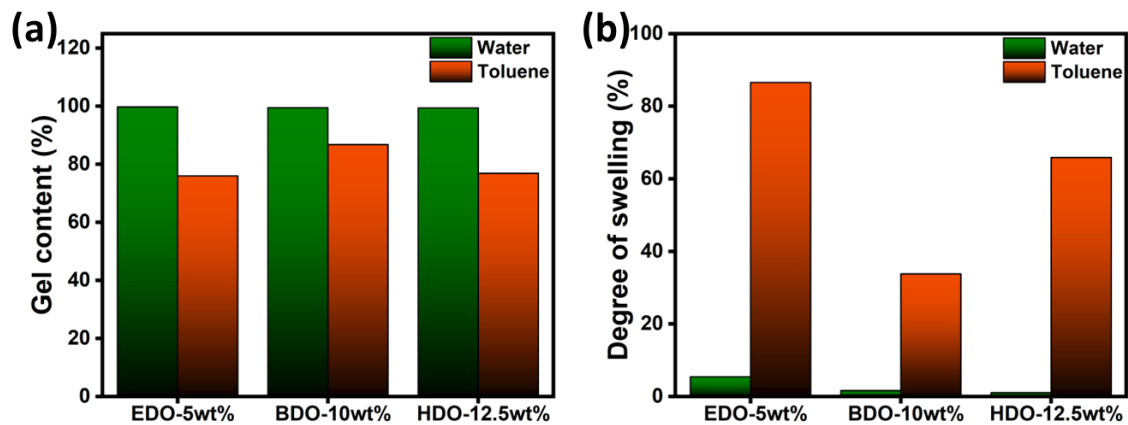 (a)
Gel content (%)
120
100
80
60
40
20
0
Water
Toluene
EDO-5wt%
BDO-10wt%
HDO-12.5wt%
(b)
Degree of swelling (%)
100
80
60
40
20
0
Water
Toluene
EDO-5wt%
BDO-10wt%
HDO-12.5wt%